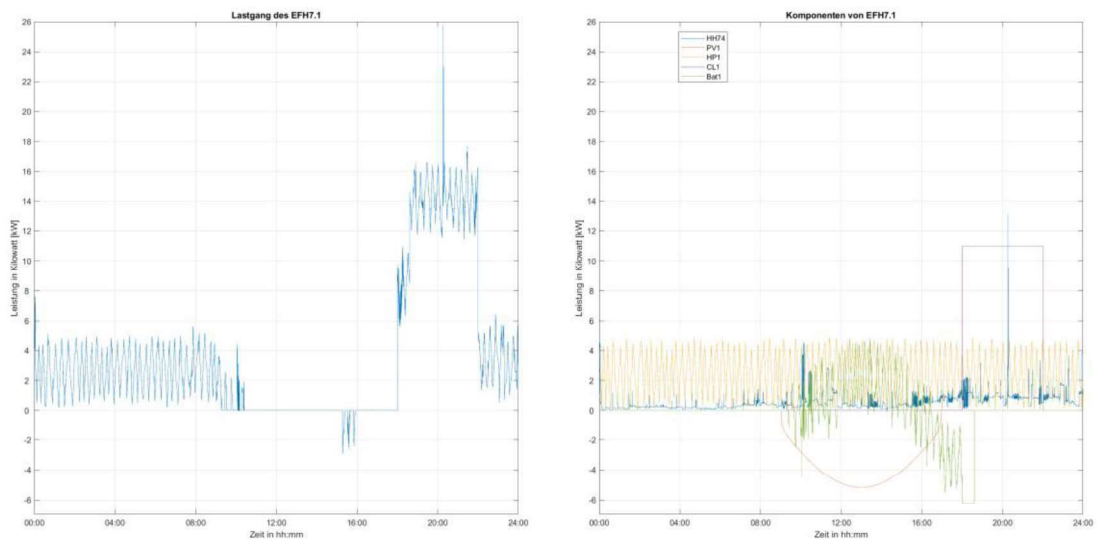 Lastgang des EFH7.1
26
24
22
20
18
16
14
12
10
8
6
4
2
0
-2
-4
-6
Leistung in Kilowatt [kW]
00:00 04:00 08:00 12:00 16:00 20:00 24:00
Zeit in hh:mm
Komponenten von EFH7.1
HH74
PV1
HP1
CL1
Bat1
26
24
22
20
18
16
14
12
10
8
6
4
2
0
-2
-4
-6
Leistung in Kilowatt [kW]
00:00 04:00 08:00 12:00 16:00 20:00 24:00
Zeit in hh:mm